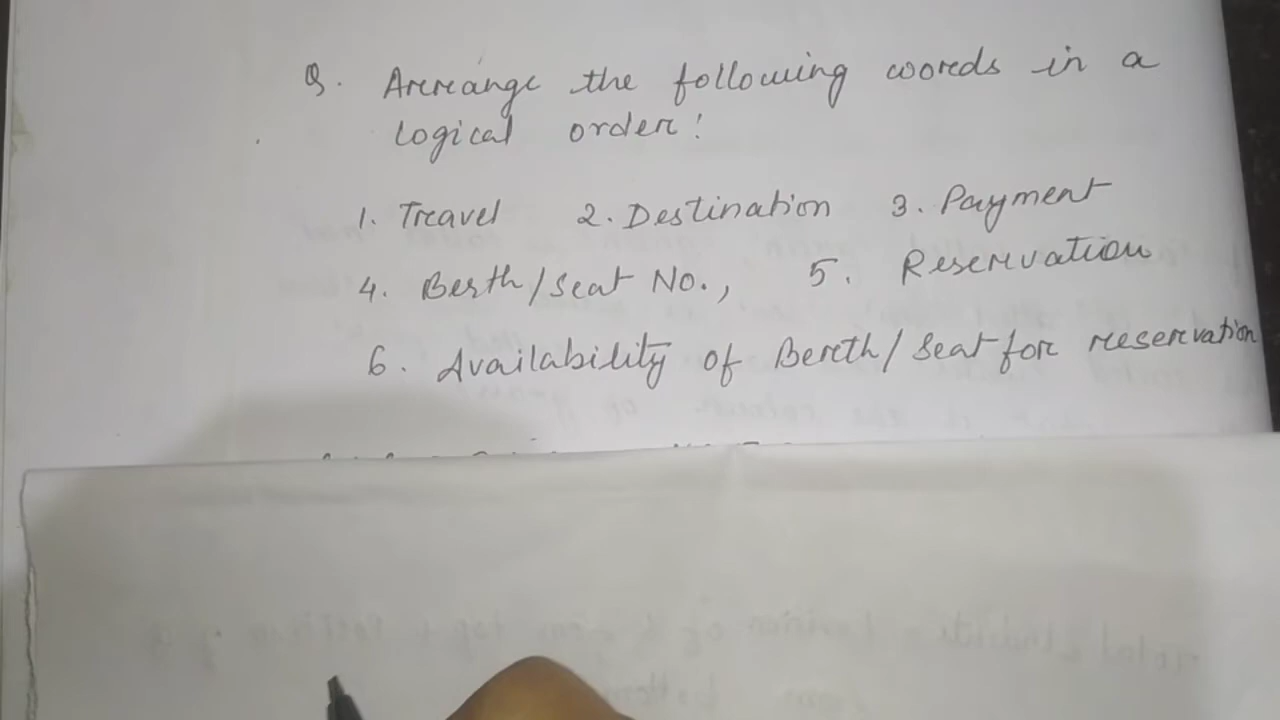 Q. Arrange the following words in a
logical order:
1. Travel 2. Destination 3. Payment
4. Berth/Seat No., 5. Reservation
6. Availability of Berth/Seat for reservation